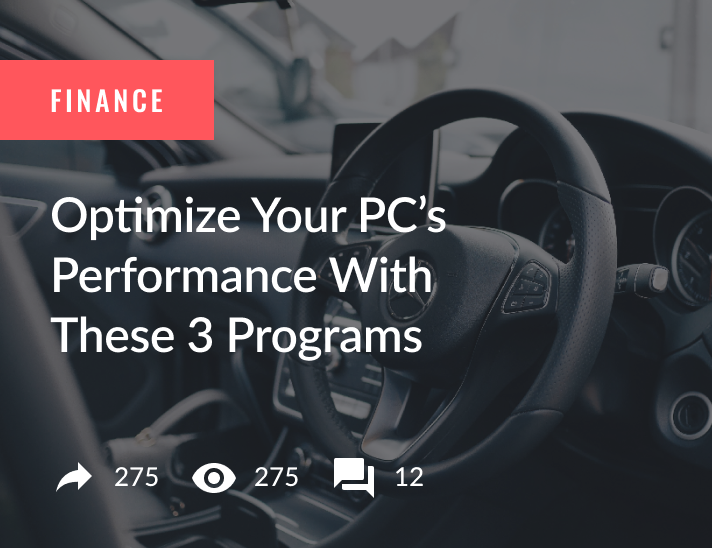 FINANCE
Optimize Your PC’s
Performance With
These 3 Programs
275 275 12